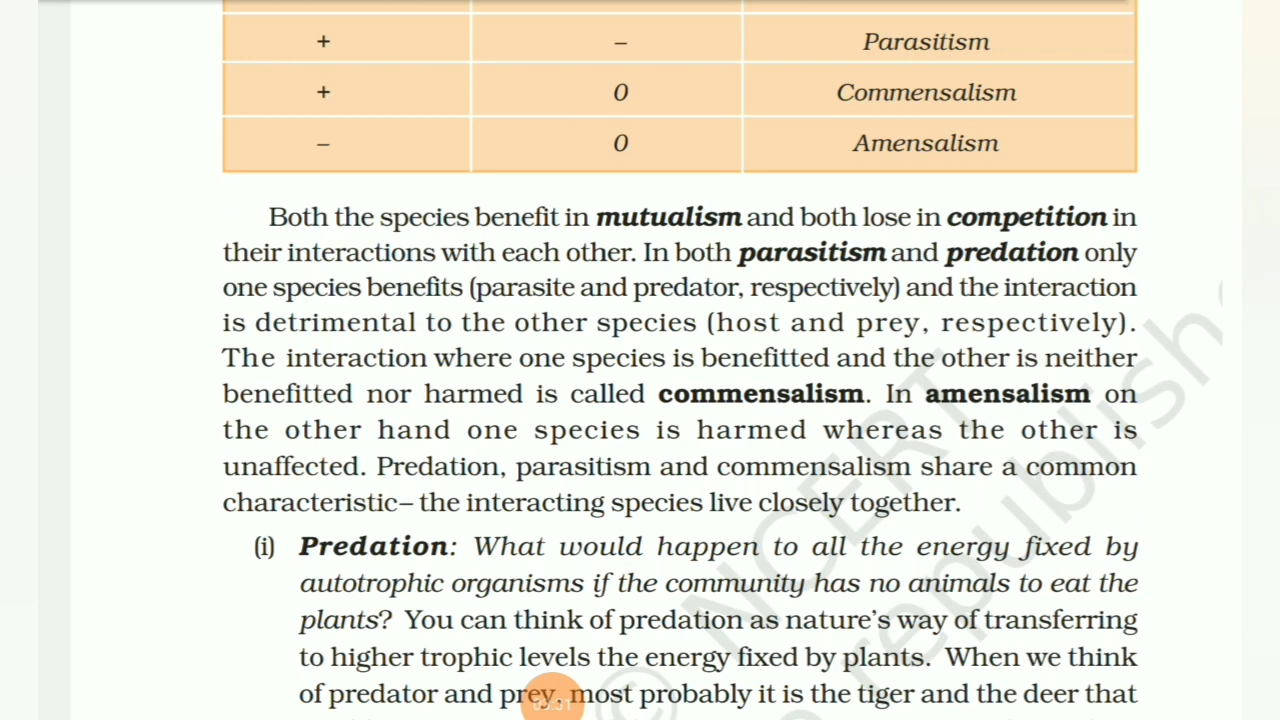 + – Parasitism
+ 0 Commensalism
– 0 Amensalism
Both the species benefit in mutualism and both lose in competition in
their interactions with each other. In both parasitism and predation only
one species benefits (parasite and predator, respectively) and the interaction
is detrimental to the other species (host and prey, respectively).
The interaction where one species is benefitted and the other is neither
benefitted nor harmed is called commensalism. In amensalism on
the other hand one species is harmed whereas the other is
unaffected. Predation, parasitism and commensalism share a common
characteristic– the interacting species live closely together.
(i) Predation: What would happen to all the energy fixed by
autotrophic organisms if the community has no animals to eat the
plants? You can think of predation as nature's way of transferring
to higher trophic levels the energy fixed by plants. When we think
of predator and prey, most probably it is the tiger and the deer that
© NCERT
republish